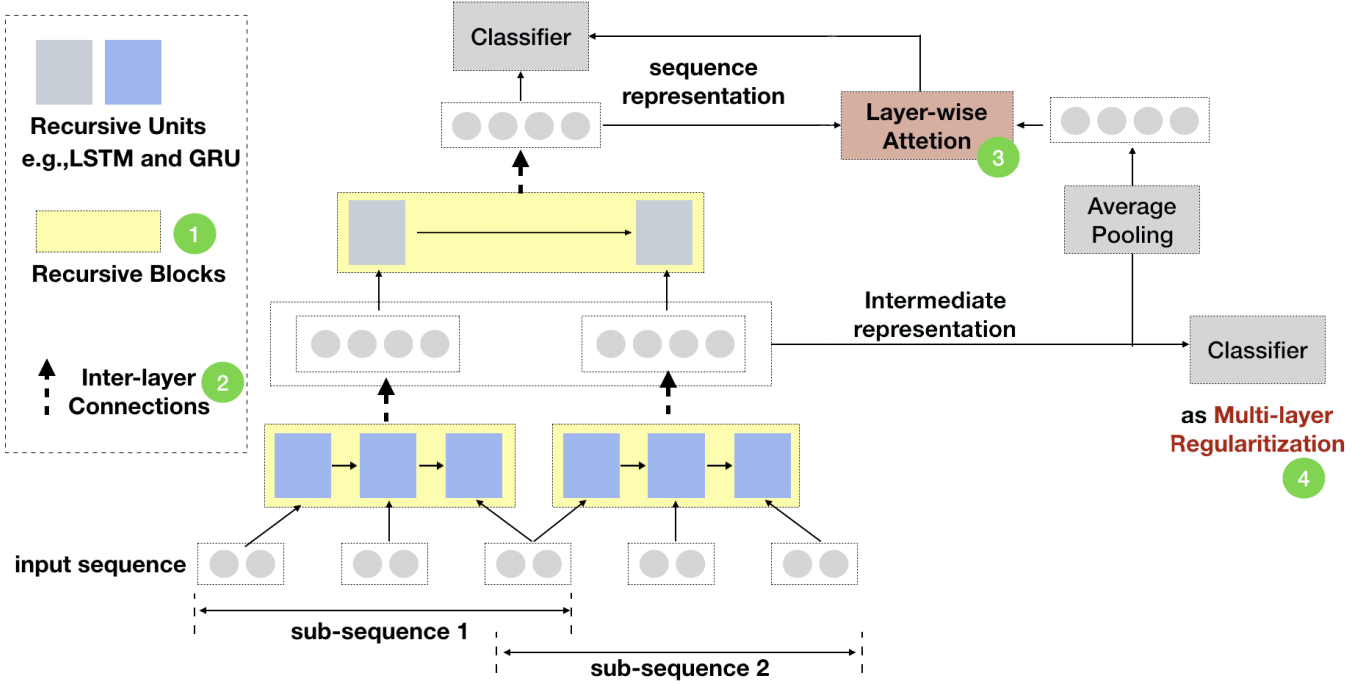 Recursive Units
e.g.,LSTM and GRU
1
Recursive Blocks
Inter-layer
Connections
2
Classifier
sequence
representation
Layer-wise
Attetion
3
Average
Pooling
Intermediate
representation
Classifier
as Multi-layer
Regularitization
4
input sequence
sub-sequence 1
sub-sequence 2